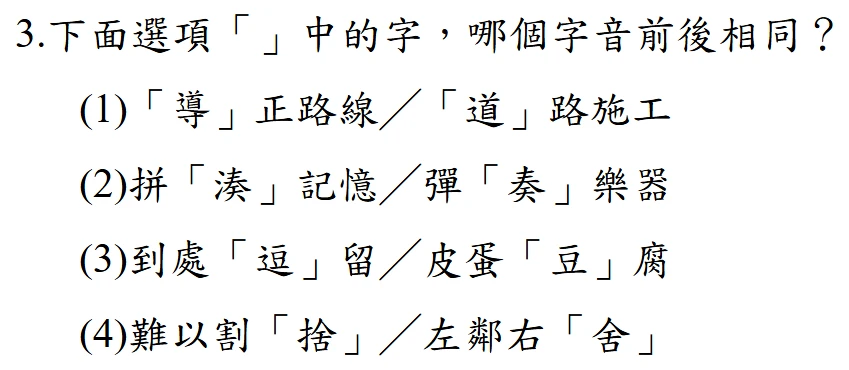 3.下面選項「」中的字，哪個字音前後相同？
(1)「導」正路線／「道」路施工
(2)拼「湊」記憶／彈「奏」樂器
(3)到處「逗」留／皮蛋「豆」腐
(4)難以割「捨」／左鄰右「舍」